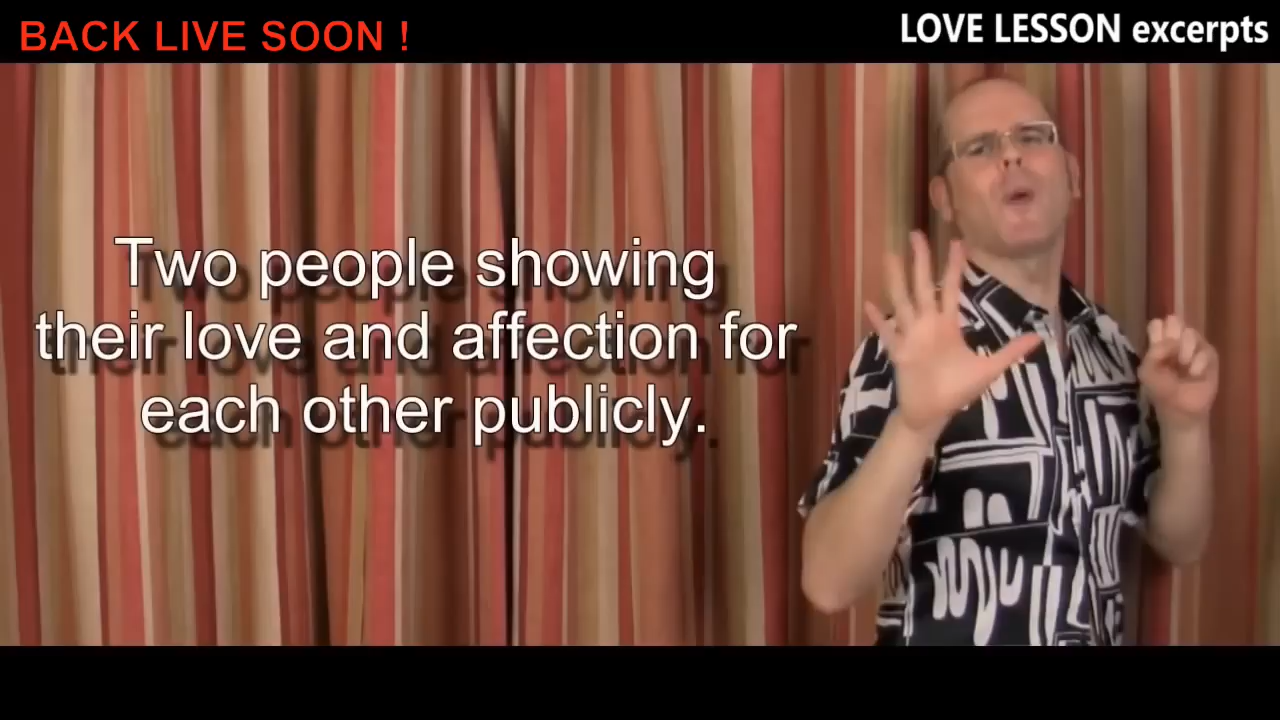 BACK LIVE SOON !
LOVE LESSON excerpts
Two people showing
their love and affection for
each other publicly.